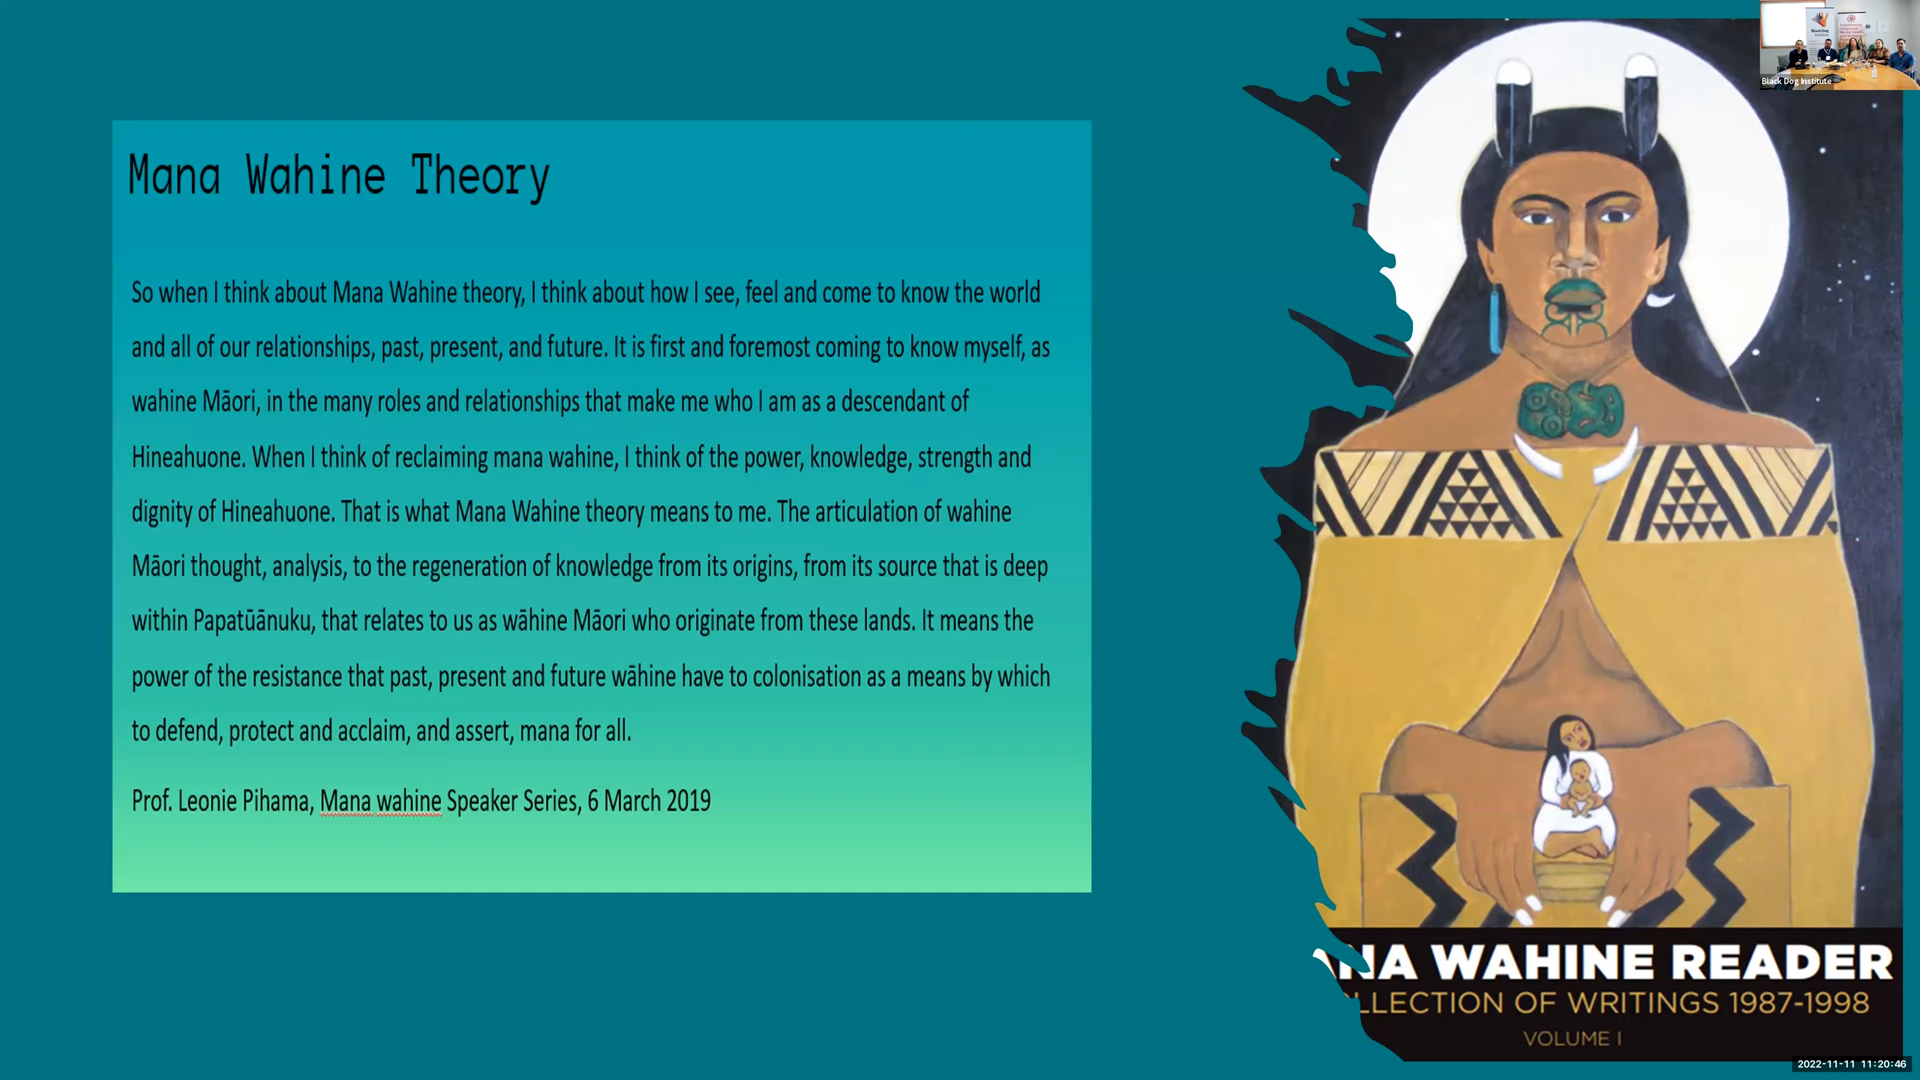 Mana Wahine Theory
So when I think about Mana Wahine theory, I think about how I see, feel and come to know the world
and all of our relationships, past, present, and future. It is first and foremost coming to know myself, as
wahine Māori, in the many roles and relationships that make me who I am as a descendant of
Hineahuone. When I think of reclaiming mana wahine, I think of the power, knowledge, strength and
dignity of Hineahuone. That is what Mana Wahine theory means to me. The articulation of wahine
Māori thought, analysis, to the regeneration of knowledge from its origins, from its source that is deep
within Papatūānuku, that relates to us as wāhine Māori who originate from these lands. It means the
power of the resistance that past, present and future wāhine have to colonisation as a means by which
to defend, protect and acclaim, and assert, mana for all.
Prof. Leonie Pihama, Mana wahine Speaker Series, 6 March 2019
Black Dog Institute
ANA WAHINE READER
LLECTION OF WRITINGS 1987-1998
VOLUME I
2022-11-11 11:20:46